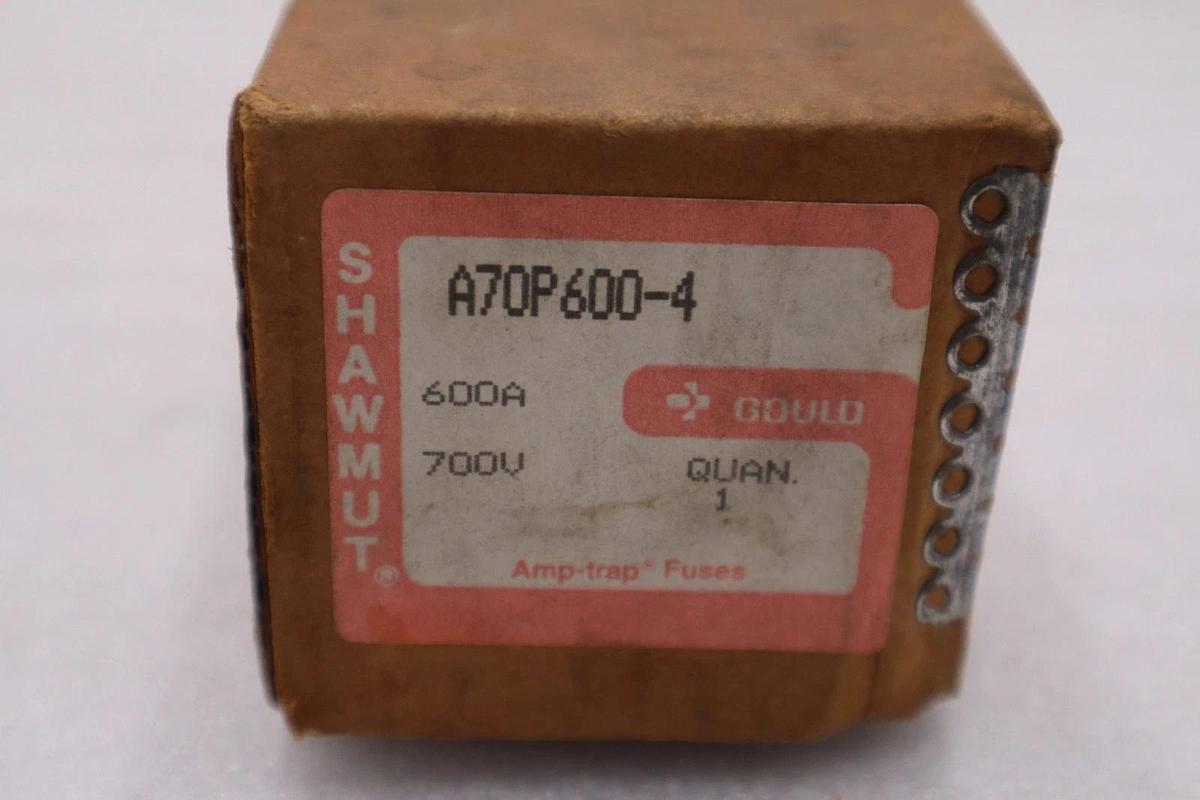 SHAWMUT®
A70P600-4
600A
GOULD
700V
QUAN.
1
Amp-trap® Fuses